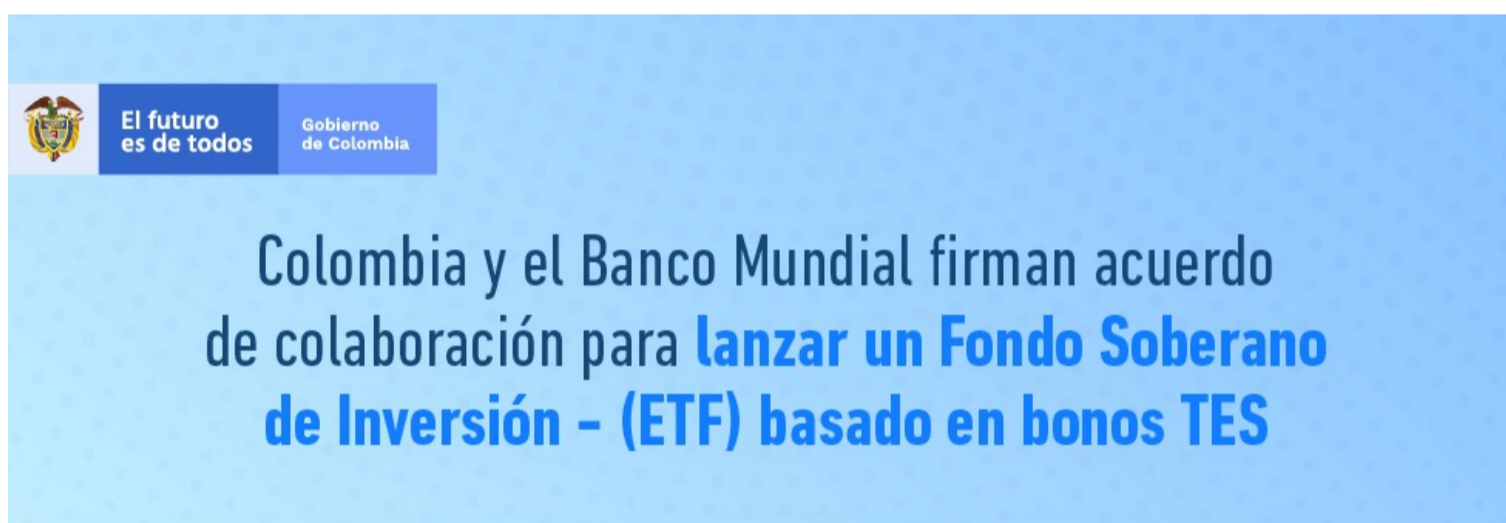 El futuro
es de todos
Gobierno
de Colombia
Colombia y el Banco Mundial firman acuerdo
de colaboración para lanzar un Fondo Soberano
de Inversión - (ETF) basado en bonos TES